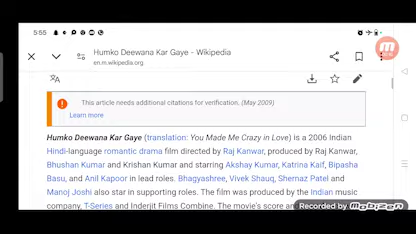 5:55
Humko Deewana Kar Gaye - Wikipedia
en.m.wikipedia.org
This article needs additional citations for verification. (May 2009)
Learn more
Humko Deewana Kar Gaye (translation: You Made Me Crazy in Love) is a 2006 Indian
Hindi-language romantic drama film directed by Raj Kanwar, produced by Raj Kanwar,
Bhushan Kumar and Krishan Kumar and starring Akshay Kumar, Katrina Kaif, Bipasha
Basu, and Anil Kapoor in lead roles. Bhagyashree, Vivek Shauq, Shernaz Patel and
Manoj Joshi also star in supporting roles. The film was produced by the Indian music
company, T-Series and Inderjit Films Combine. The movie's score an
Recorded by mobizen